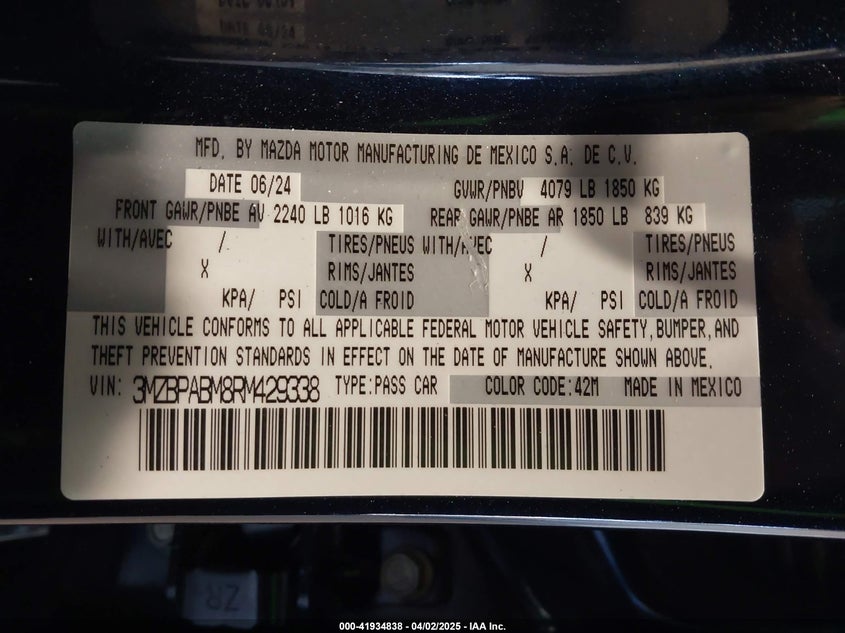 MFD. BY MAZDA MOTOR MANUFACTURING DE MEXICO S.A. DE C.V.
DATE 06/24 GVWR/PNBV 4079 LB 1850 KG
FRONT GAWR/PNBE AV 2240 LB 1016 KG REAR GAWR/PNBE AR 1850 LB 839 KG
WITH/AVEC / TIRES/PNEUS WITH/AVEC / TIRES/PNEUS
X RIMS/JANTES X RIMS/JANTES
KPA/ PSI COLD/A FROID KPA/ PSI COLD/A FROID
THIS VEHICLE CONFORMS TO ALL APPLICABLE FEDERAL MOTOR VEHICLE SAFETY,BUMPER,AND
THEFT PREVENTION STANDARDS IN EFFECT ON THE DATE OF MANUFACTURE SHOWN ABOVE.
VIN: 3MZBPABM8RM429338 TYPE:PASS CAR COLOR CODE:42M MADE IN MEXICO
ZR
000-41934838 - 04/02/2025 - IAA Inc.